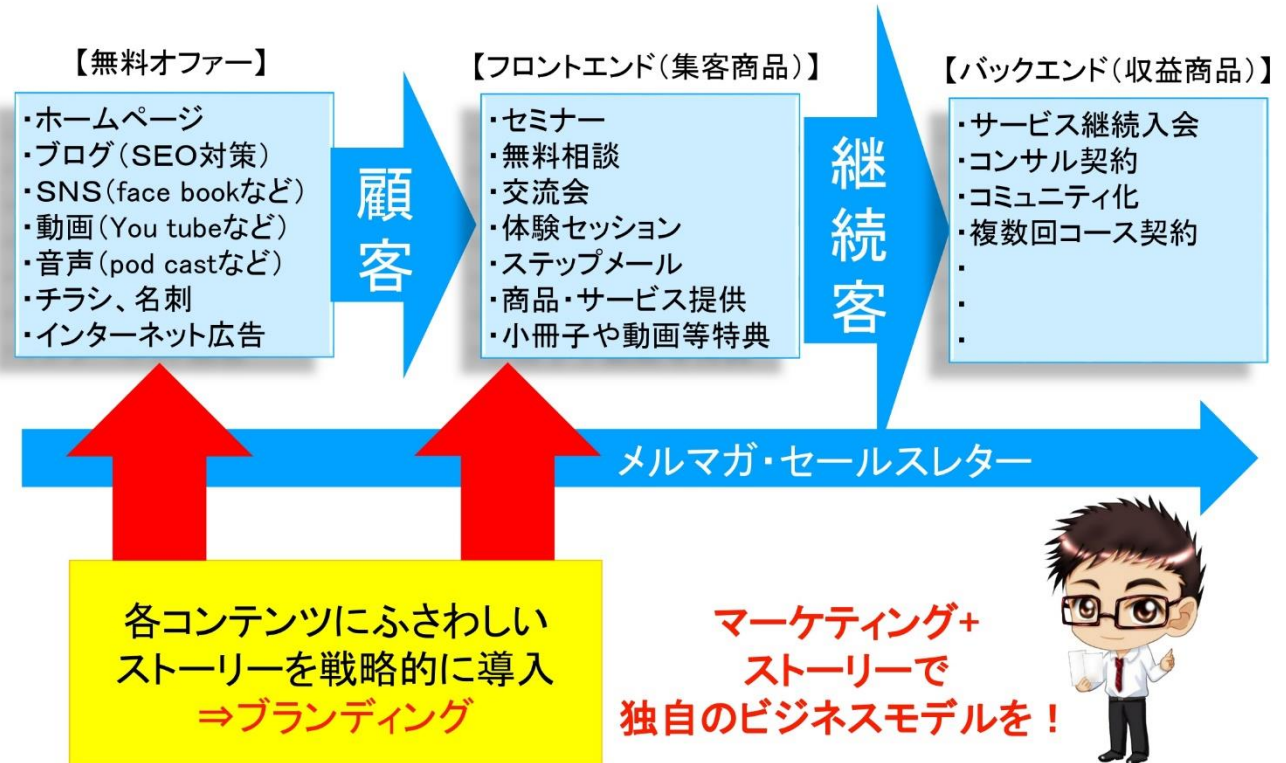 【無料オファー】
・ホームページ
・ブログ（SEO対策）
・SNS（face bookなど）
・動画（You tubeなど）
・音声（pod castなど）
・チラシ、名刺
・インターネット広告
顧客
【フロントエンド（集客商品）】
・セミナー
・無料相談
・交流会
・体験セッション
・ステップメール
・商品・サービス提供
・小冊子や動画等特典
継続客
【バックエンド（収益商品）】
・サービス継続入会
・コンサル契約
・コミュニティ化
・複数回コース契約
・
・
・
メルマガ・セールスレター
各コンテンツにふさわしい
ストーリーを戦略的に導入
⇒ブランディング
マーケティング+
ストーリーで
独自のビジネスモデルを！